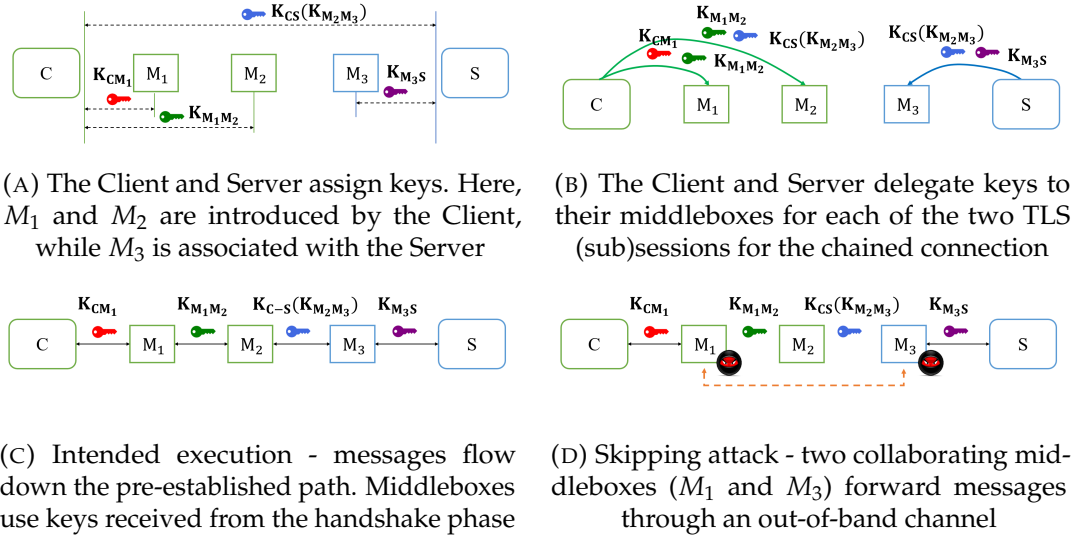 K_CS(K_M2M3)
C
M1
M2
M3
S
K_CM1
K_M3S
K_M1M2
(A) The Client and Server assign keys. Here,
M1 and M2 are introduced by the Client,
while M3 is associated with the Server
K_M1M2
K_CS(K_M2M3)
K_CM1
K_M1M2
K_CS(K_M2M3)
K_M3S
C
M1
M2
M3
S
(B) The Client and Server delegate keys to
their middleboxes for each of the two TLS
(sub)sessions for the chained connection
K_CM1
K_M1M2
K_C−S(K_M2M3)
K_M3S
C
M1
M2
M3
S
(C) Intended execution - messages flow
down the pre-established path. Middleboxes
use keys received from the handshake phase
K_CM1
K_M1M2
K_CS(K_M2M3)
K_M3S
C
M1
M2
M3
S
(D) Skipping attack - two collaborating mid-
dleboxes (M1 and M3) forward messages
through an out-of-band channel